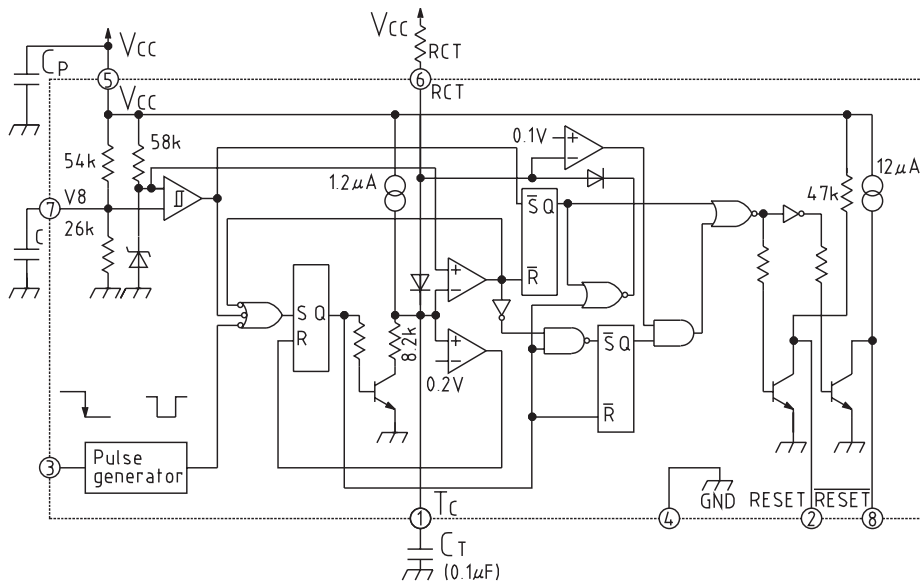 VCC
RCT
VCC
CP
5
6
VCC
RCT
54k
58k
1.2μA
0.1V
12μA
47k
V8
7
26k
C
S Q
R
+
−
+
−
+
−
S Q
R
8.2k
0.2V
S Q
R
3
Pulse
generator
TC
1
GND
4
RESET
2
RESET
8
CT
(0.1μF)